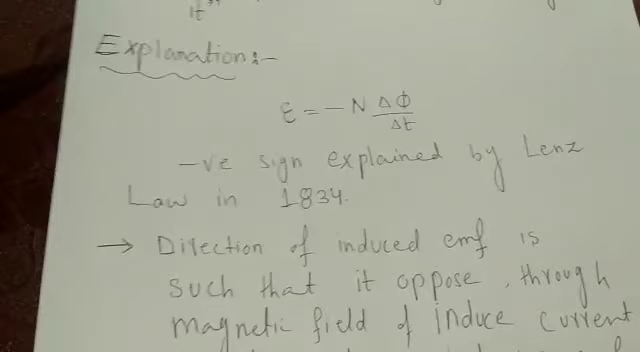 it"
Explanation:-
ε = - N ΔΦ/Δt
-ve sign explained by Lenz
Law in 1834.
→ Direction of induced emf is
such that it oppose, through
magnetic field of induce current